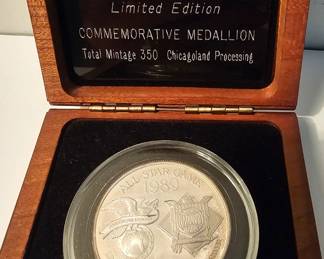 Limited Edition
COMMEMORATIVE MEDALLION
Total Mintage 350 Chicagoland Processing
ALL STAR GAME
1989